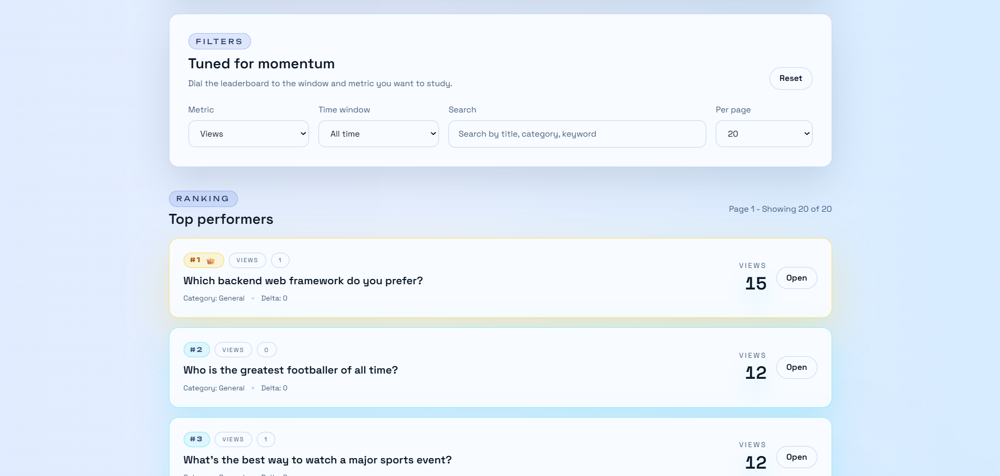 FILTERS
Tuned for momentum
Dial the leaderboard to the window and metric you want to study.
Reset
Metric
Time window
Search
Per page
Views
All time
Search by title, category, keyword
20
RANKING
Top performers
Page 1 - Showing 20 of 20
#1 👑 VIEWS 1
Which backend web framework do you prefer?
Category: General • Delta: 0
VIEWS
15
Open
#2 VIEWS 0
Who is the greatest footballer of all time?
Category: General • Delta: 0
VIEWS
12
Open
#3 VIEWS 1
What's the best way to watch a major sports event?
VIEWS
12
Open